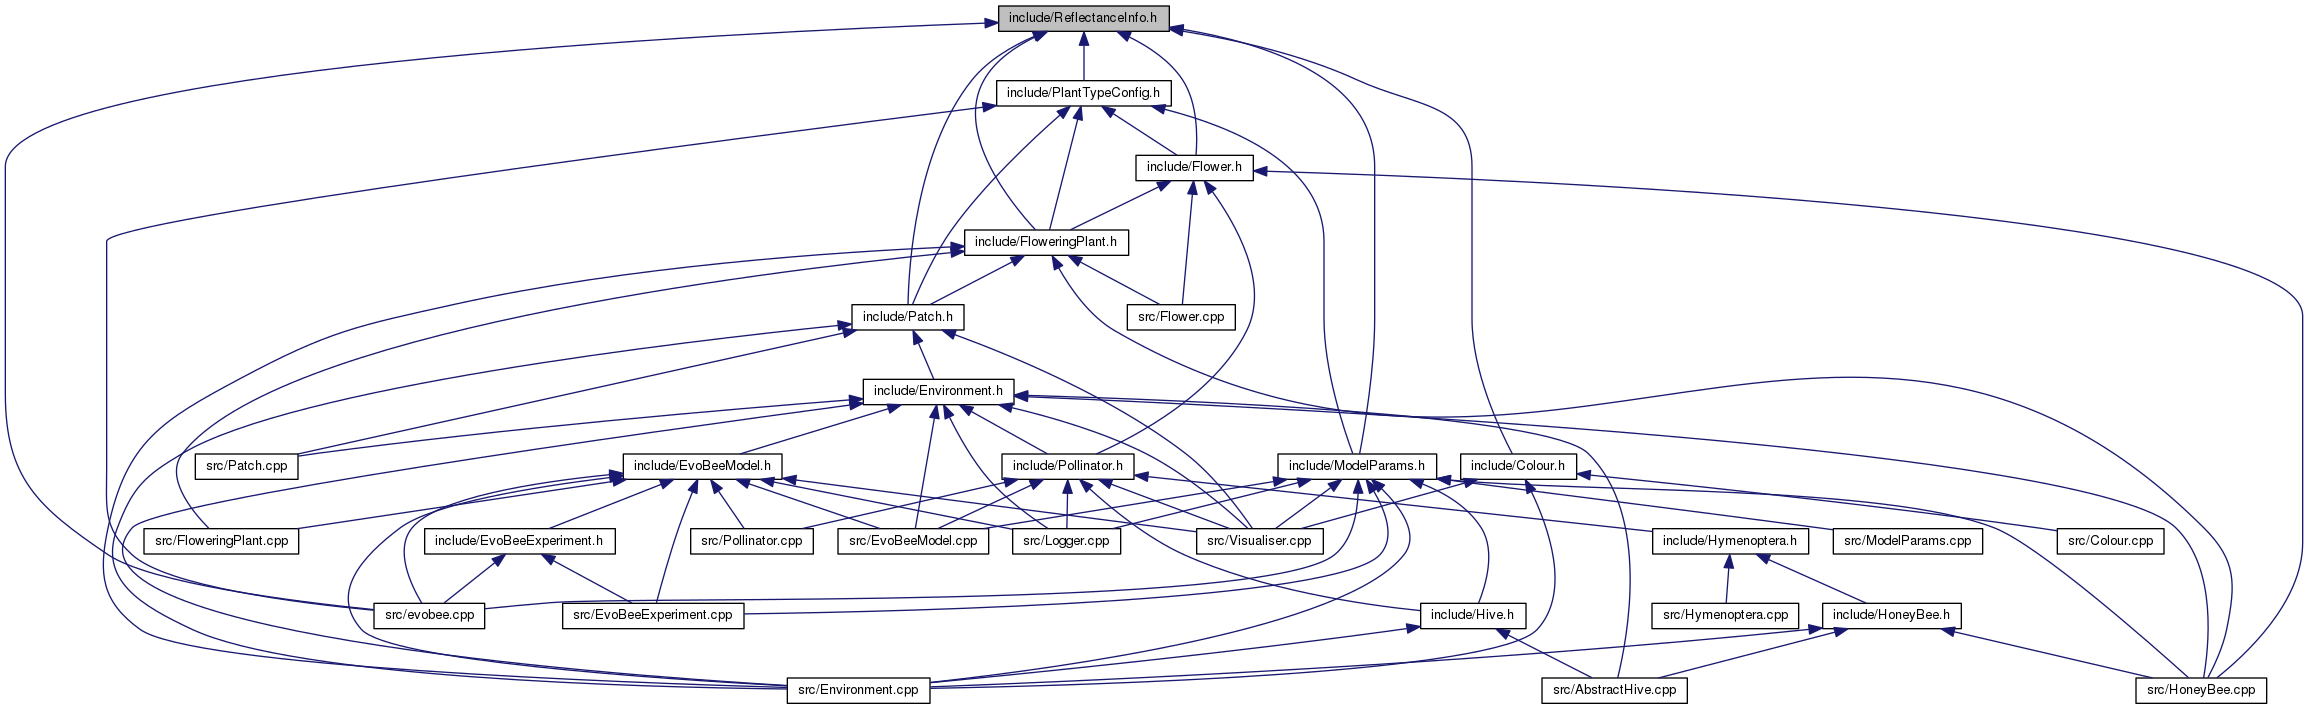 include/ReflectanceInfo.h
include/PlantTypeConfig.h
include/Flower.h
include/FloweringPlant.h
include/Patch.h
src/Flower.cpp
include/Environment.h
src/Patch.cpp
include/EvoBeeModel.h
include/Pollinator.h
include/ModelParams.h
include/Colour.h
src/FloweringPlant.cpp
include/EvoBeeExperiment.h
src/Pollinator.cpp
src/EvoBeeModel.cpp
src/Logger.cpp
src/Visualiser.cpp
include/Hymenoptera.h
src/ModelParams.cpp
src/Colour.cpp
src/evobee.cpp
src/EvoBeeExperiment.cpp
include/Hive.h
src/Hymenoptera.cpp
include/HoneyBee.h
src/Environment.cpp
src/AbstractHive.cpp
src/HoneyBee.cpp